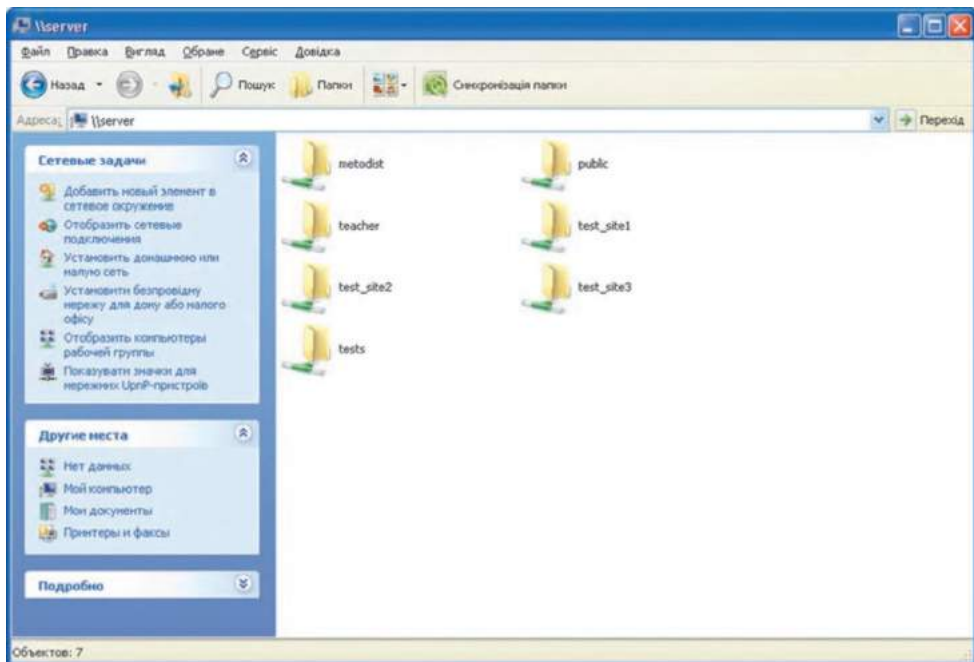 \\server
Файл Правка Вигляд Обране Сервіс Довідка
Назад Пошук Папки Синхронізація папки
Адреса: \\server Перехід
Сетевые задачи
Добавить новый элемент в
сетевое окружение
Отобразить сетевые
подключения
Установить домашнюю или
малую сеть
Установити безпровідну
мережу для дому або малого
офісу
Отобразить компьютеры
рабочей группы
Показувати значки для
мережних UpnP-пристроїв
Другие места
Нет данных
Мой компьютер
Мои документы
Принтеры и факсы
Подробно
metodist public
teacher test_site1
test_site2 test_site3
tests
Объектов: 7